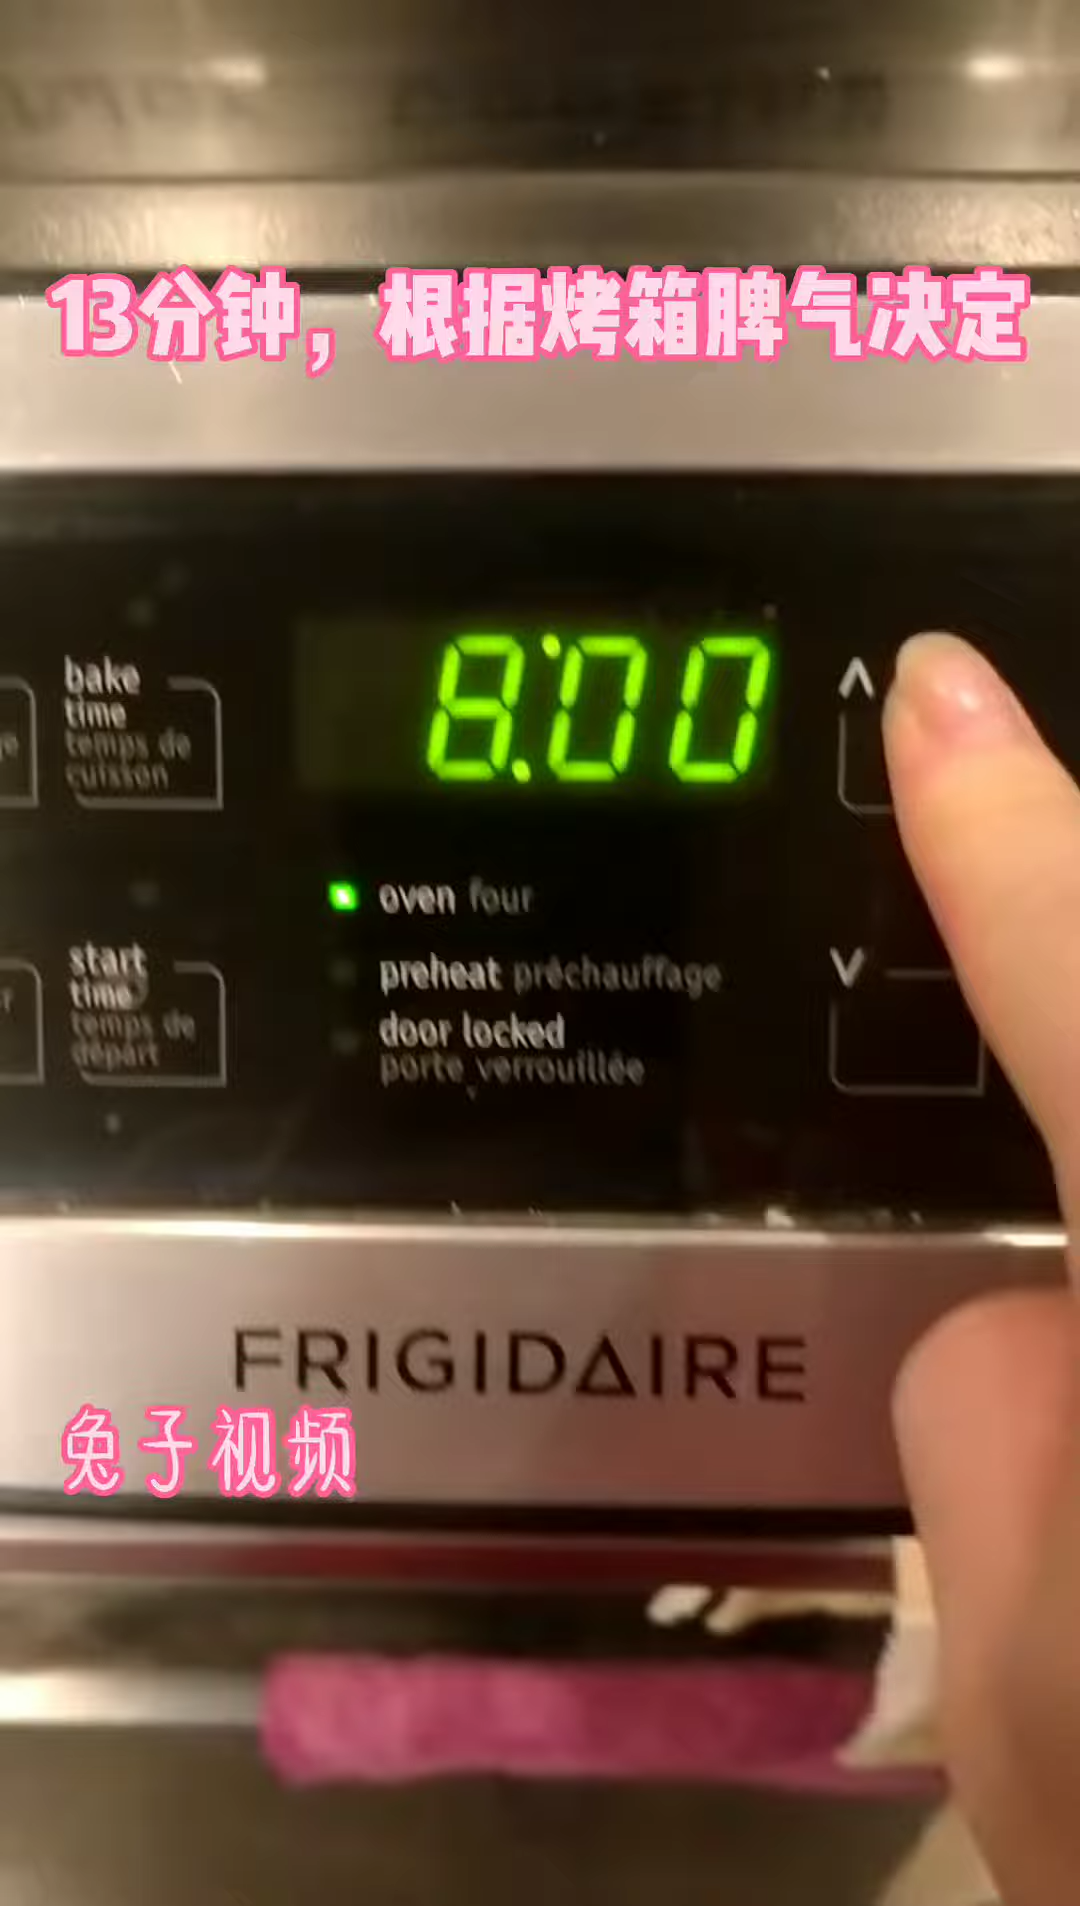 13分钟，根据烤箱脾气决定
bake
time
temps de
cuisson
8:00
oven four
preheat préchauffage
door locked
porte verrouillée
start
time
temps de
départ
FRIGIDAIRE
兔子视频